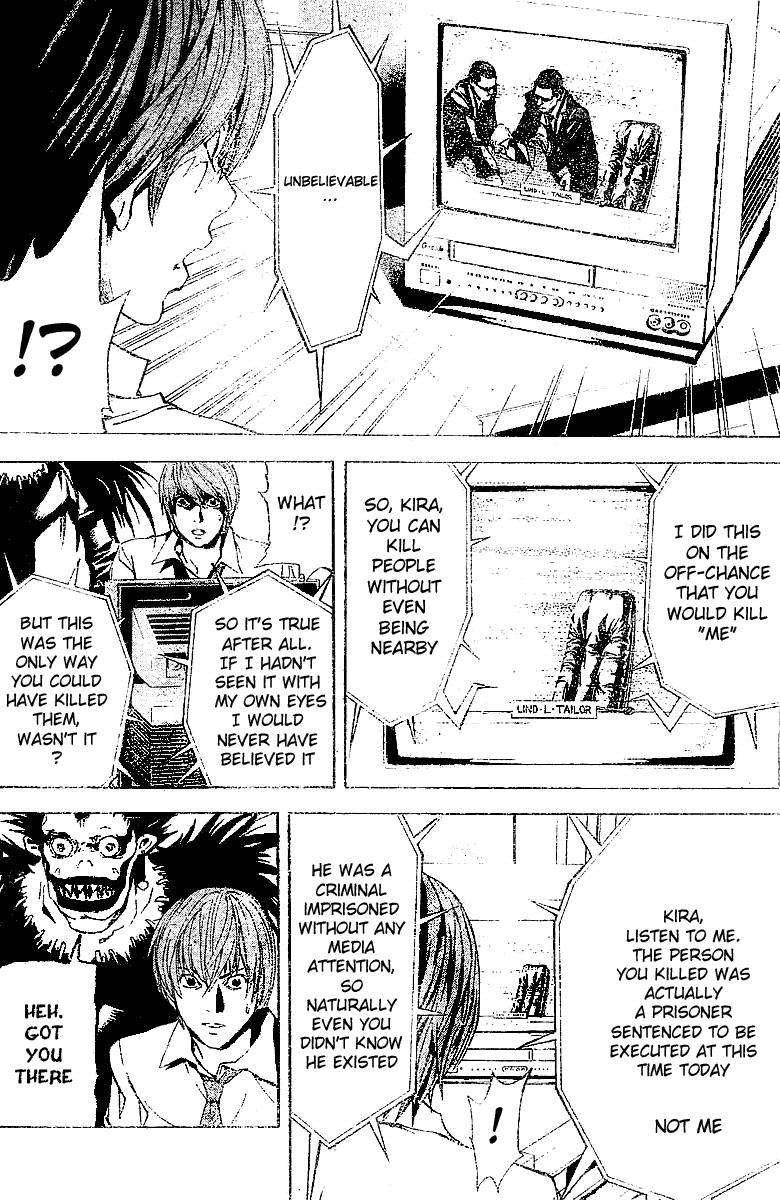 UNBELIEVABLE
...
LIND·L·TAILOR
!?
I DID THIS
ON THE
OFF-CHANCE
THAT YOU
WOULD KILL
"ME"
SO, KIRA,
YOU CAN
KILL
PEOPLE
WITHOUT
EVEN
BEING
NEARBY
LIND·L·TAILOR
WHAT
!?
SO IT'S TRUE
AFTER ALL.
IF I HADN'T
SEEN IT WITH
MY OWN EYES
I WOULD
NEVER HAVE
BELIEVED IT
BUT THIS
WAS THE
ONLY WAY
YOU COULD
HAVE KILLED
THEM,
WASN'T IT
?
KIRA,
LISTEN TO ME.
THE PERSON
YOU KILLED WAS
ACTUALLY
A PRISONER
SENTENCED TO BE
EXECUTED AT THIS
TIME TODAY
NOT ME
!
HE WAS A
CRIMINAL
IMPRISONED
WITHOUT ANY
MEDIA
ATTENTION,
SO
NATURALLY
EVEN YOU
DIDN'T KNOW
HE EXISTED
HEH.
GOT
YOU
THERE